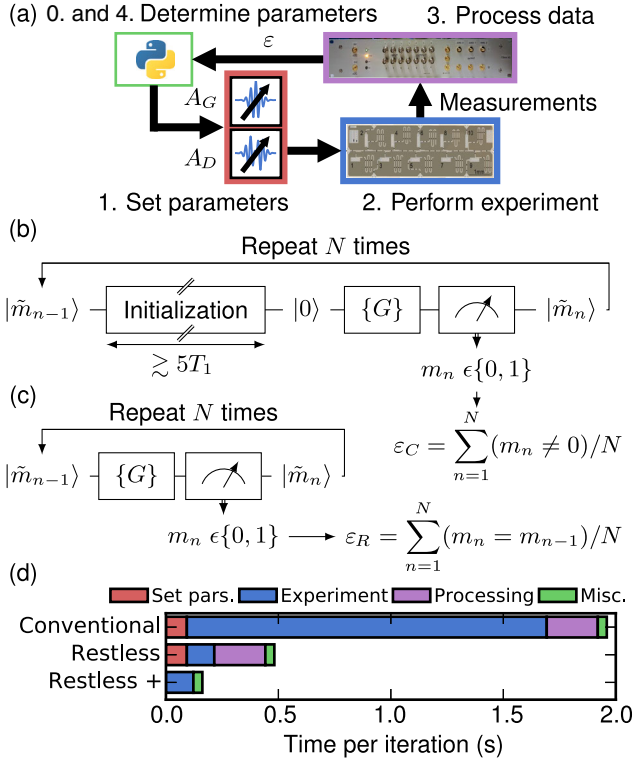 (a) 0. and 4. Determine parameters
3. Process data
ε
A_G
A_D
Measurements
1. Set parameters
2. Perform experiment
(b)
Repeat N times
|m̃_{n−1}⟩ Initialization |0⟩ {G} |m̃_n⟩
≳ 5T_1
m_n ϵ{0, 1}
ε_C = ∑_{n=1}^{N} (m_n ≠ 0)/N
(c)
Repeat N times
|m̃_{n−1}⟩ {G} |m̃_n⟩
m_n ϵ{0, 1} ⟶ ε_R = ∑_{n=1}^{N} (m_n = m_{n−1})/N
(d)
Set pars. Experiment Processing Misc.
Conventional
Restless
Restless +
0.0 0.5 1.0 1.5 2.0
Time per iteration (s)